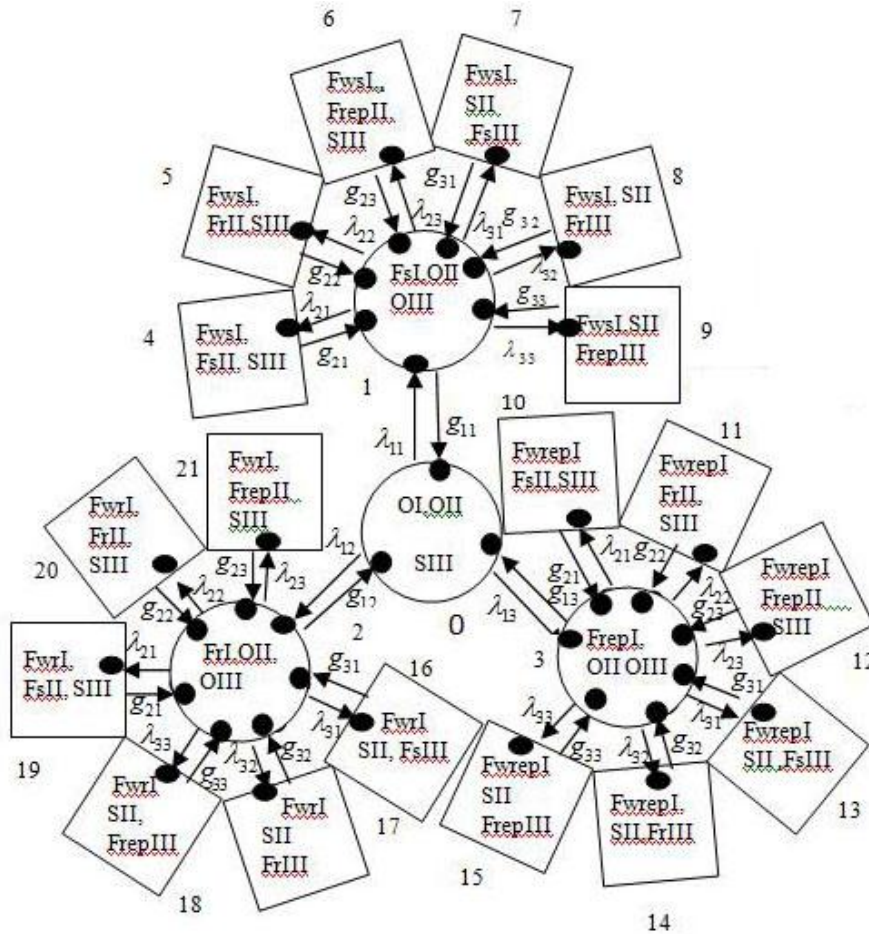 6
7
FwsI,
FrepII,
SIII
FwsI,
SII
,FsIII
5
FwsI,
FrII,SIII
8
FwsI, SII
FrIII
g23
λ23
g31
λ31
g32
λ22
g22
λ32
FsI,OII
OIII
4
FwsI,
FsII, SIII
λ21
g21
g33
λ33
FwsI,SII
FrepIII
9
1
λ11
g11
10
FwrepI
FsII,SIII
11
FwrepI
FrII,
SIII
21
FwrI,
FrepII,
SIII
OI,OII
SIII
0
20
FwrI,
FrII,
SIII
g23
λ23
λ12
g12
λ13
g13
g21
λ21
g22
λ22
FwrepI
FrepII
SIII
12
λ22
g22
2
FrI,OII,
OIII
3
FrepI,
OII OIII
g23
λ23
FwrI,
FsII, SIII
19
λ21
g21
g31
λ31
16
FwrI
SII, FsIII
17
g31
λ31
FwrepI
SII,FsIII
13
λ33
g33
λ32
g32
FwrI
SII,
FrepIII
18
FwrI
SII
FrIII
λ33
g33
FwrepI
SII
FrepIII
15
λ32
g32
FwrepI,
SII,FrIII
14